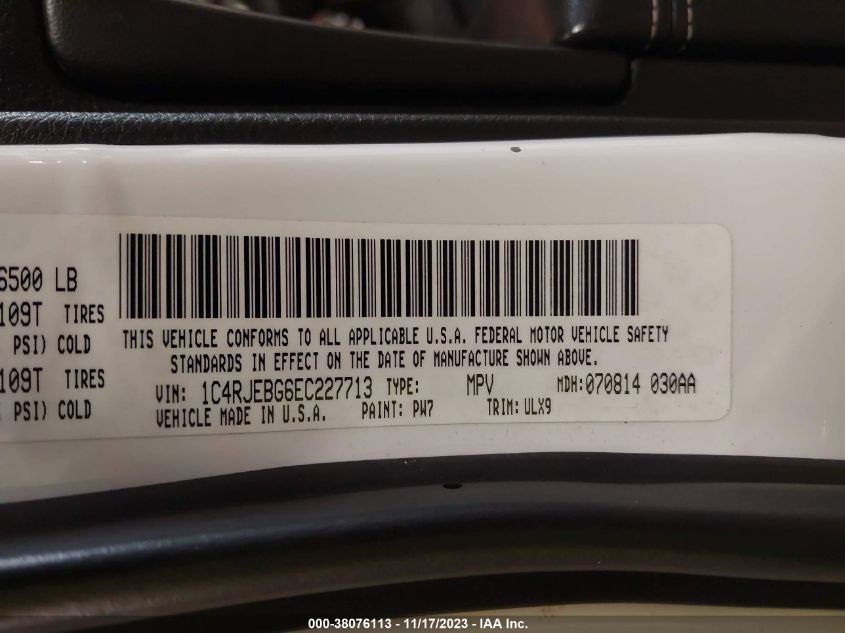 6500 LB
109T TIRES
PSI) COLD
109T TIRES
PSI) COLD
THIS VEHICLE CONFORMS TO ALL APPLICABLE U.S.A. FEDERAL MOTOR VEHICLE SAFETY
STANDARDS IN EFFECT ON THE DATE OF MANUFACTURE SHOWN ABOVE.
VIN: 1C4RJEBG6EC227713 TYPE: MPV MDH:070814 030AA
VEHICLE MADE IN U.S.A. PAINT: PW7 TRIM: ULX9
000-38076113 - 11/17/2023 - IAA Inc.